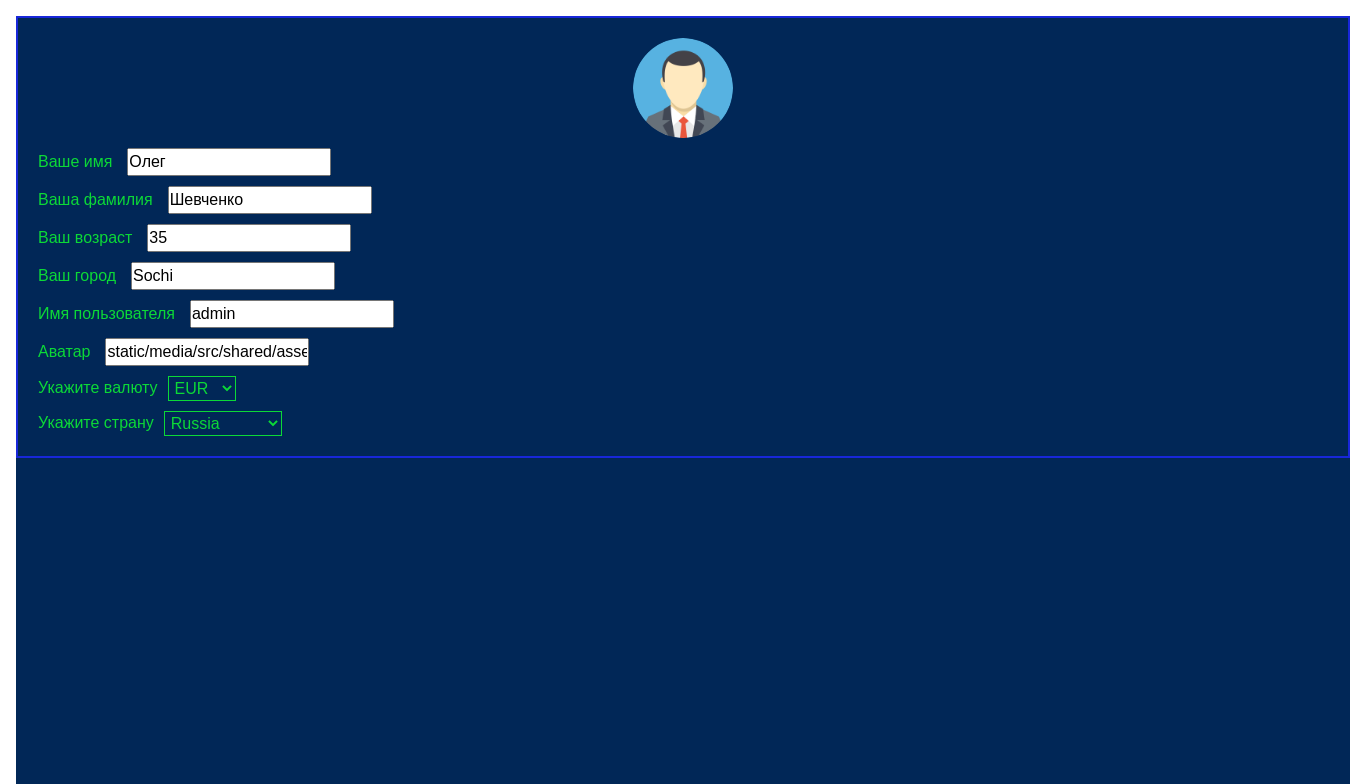 Ваше имя Олег
Ваша фамилия Шевченко
Ваш возраст 35
Ваш город Sochi
Имя пользователя admin
Аватар static/media/src/shared/asse
Укажите валюту EUR
Укажите страну Russia